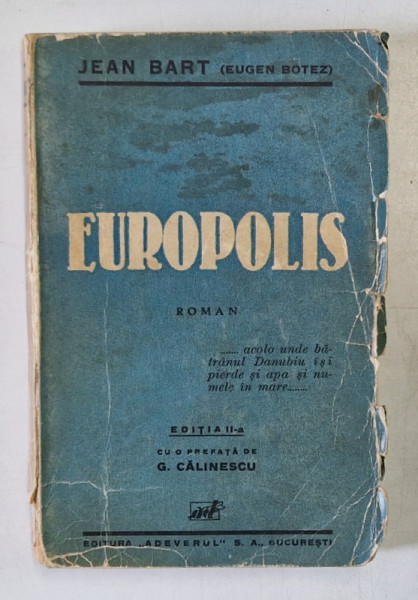 JEAN BART (EUGEN BOTEZ)
EUROPOLIS
ROMAN
....... acolo unde bă-
trânul Danubiu își
pierde și apa și nu-
mele în mare.......
EDIȚIA II-a
CU O PREFAȚĂ DE
G. CĂLINESCU
EDITURA „ADEVERUL" S. A., BUCUREȘTI